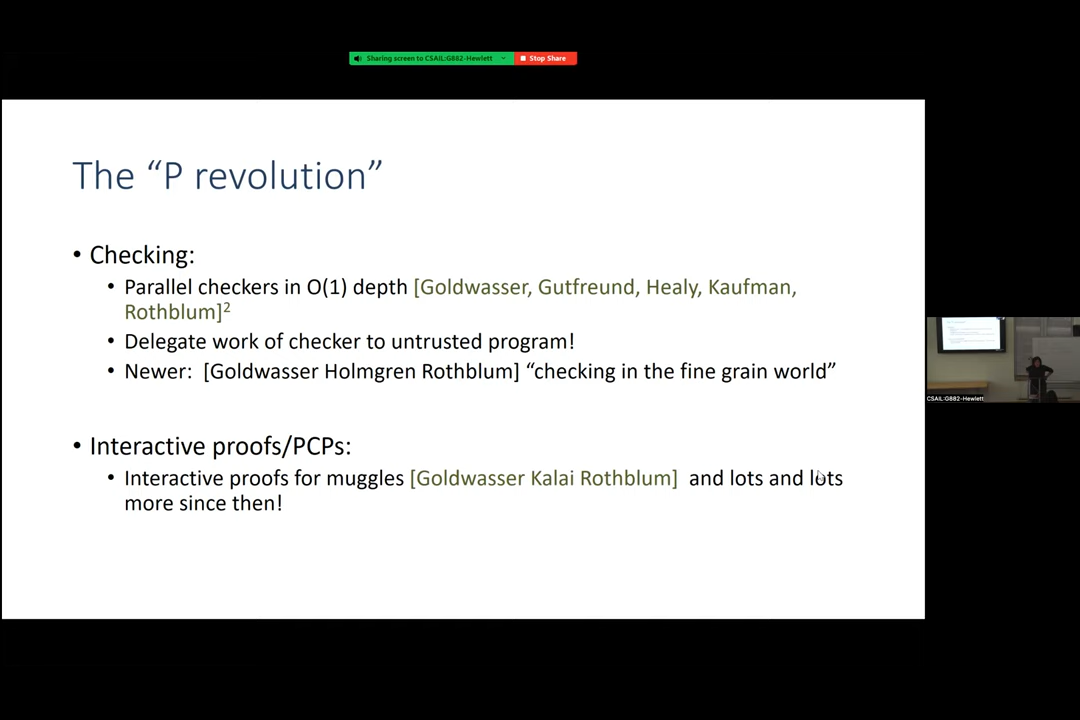 Sharing screen to CSAIL:G882-Hewlett
Stop Share
The “P revolution”
• Checking:
• Parallel checkers in O(1) depth [Goldwasser, Gutfreund, Healy, Kaufman,
Rothblum]²
• Delegate work of checker to untrusted program!
• Newer: [Goldwasser Holmgren Rothblum] “checking in the fine grain world”
• Interactive proofs/PCPs:
• Interactive proofs for muggles [Goldwasser Kalai Rothblum] and lots and lots
more since then!
CSAIL:G882-Hewlett